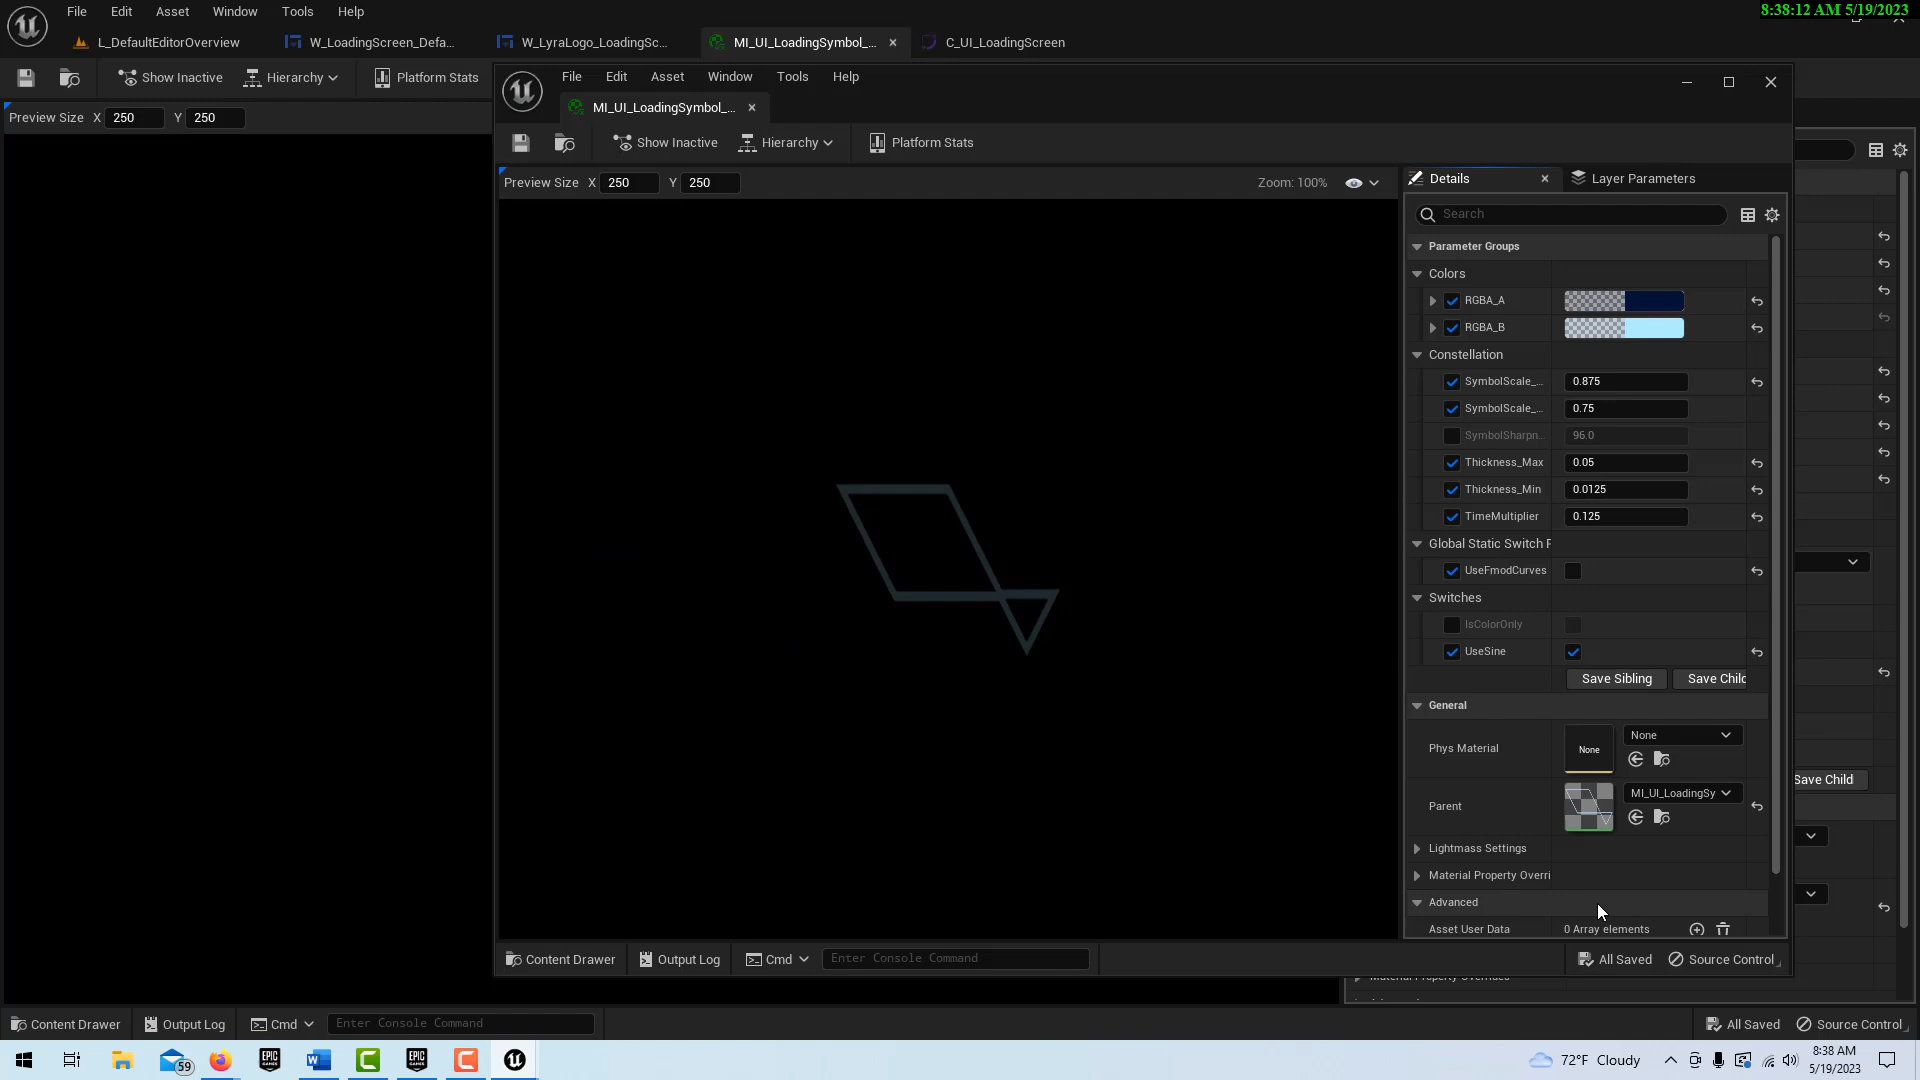 8:38:12 AM 5/19/2023
File Edit Asset Window Tools Help
L_DefaultEditorOverview W_LoadingScreen_Defa... W_LyraLogo_LoadingSc... MI_UI_LoadingSymbol_... C_UI_LoadingScreen
Show Inactive Hierarchy Platform Stats
Preview Size X 250 Y 250
File Edit Asset Window Tools Help
MI_UI_LoadingSymbol_...
Show Inactive Hierarchy Platform Stats
Preview Size X 250 Y 250 Zoom: 100%
Details Layer Parameters
Search
Parameter Groups
Colors
RGBA_A
RGBA_B
Constellation
SymbolScale_... 0.875
SymbolScale_... 0.75
SymbolSharpn... 96.0
Thickness_Max 0.05
Thickness_Min 0.0125
TimeMultiplier 0.125
Global Static Switch
UseFmodCurves
Switches
IsColorOnly
UseSine
Save Sibling Save Child
General
Phys Material None None
Parent MI_UI_LoadingSy
Lightmass Settings
Material Property Overri
Advanced
Asset User Data 0 Array elements
Content Drawer Output Log Cmd Enter Console Command All Saved Source Control
Save Child
Content Drawer Output Log Cmd Enter Console Command All Saved Source Control
59 EPIC GAMES EPIC GAMES 72°F Cloudy 8:38 AM
5/19/2023